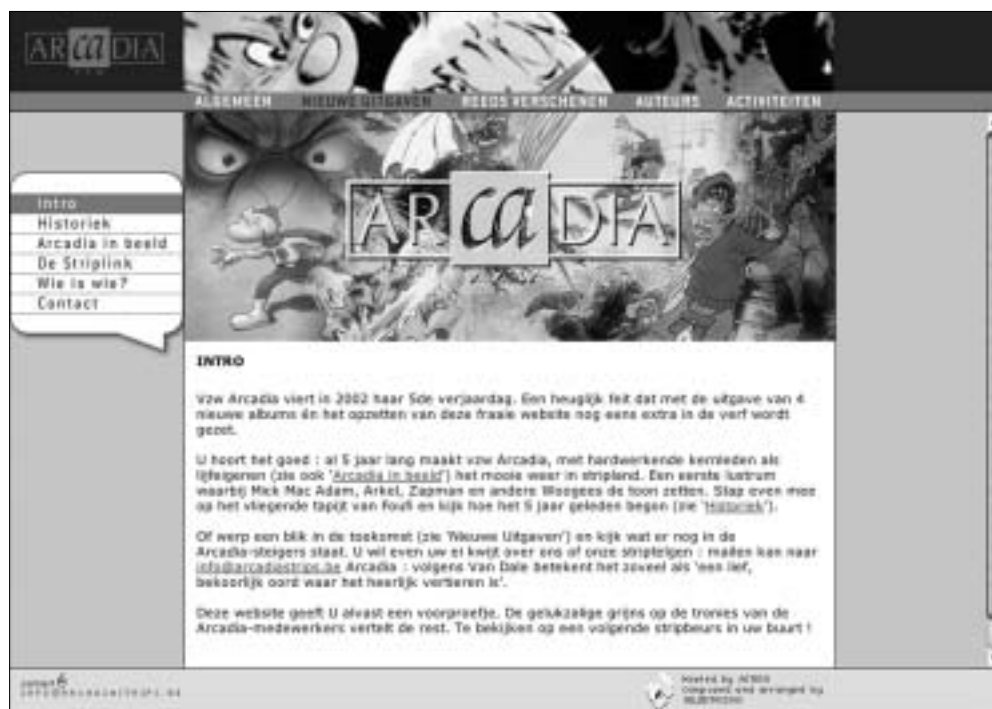 ARCADIA
ALGEMEEN NIEUWE UITGAVEN REEDS VERSCHENEN AUTEURS ACTIVITEITEN
ARCADIA
Intro
Historiek
Arcadia in beeld
De Striplink
Wie is wie?
Contact
INTRO
Vzw Arcadia viert in 2002 haar 5de verjaardag. Een heuglijk feit dat met de uitgave van 4
nieuwe albums én het opzetten van deze fraaie website nog eens extra in de verf wordt
gezet.
U hoort het goed : al 5 jaar lang maakt vzw Arcadia, met hardwerkende kernleden als
lijfeigenen (zie ook 'Arcadia in beeld') het mooie weer in stripland. Een eerste lustrum
waarbij Mick Mac Adam, Arkel, Zapman en andere Woogees de toon zetten. Stap even mee
op het vliegende tapijt van Foufi en kijk hoe het 5 jaar geleden begon (zie 'Historiek').
Of werp een blik in de toekomst (zie 'Nieuwe Uitgaven') en kijk wat er nog in de
Arcadia-steigers staat. U wil even uw ei kwijt over ons of onze stripteigen : mailen kan naar
info@arcadiastrips.be Arcadia : volgens Van Dale betekent het zoveel als 'een lief,
bekoorlijk oord waar het heerlijk vertieren is'.
Deze website geeft U alvast een voorproefje. De gelukzalige grijns op de tronies van de
Arcadia-medewerkers vertelt de rest. Te bekijken op een volgende stripbeurs in uw buurt !
contact
Hosted by
Composed and arranged by